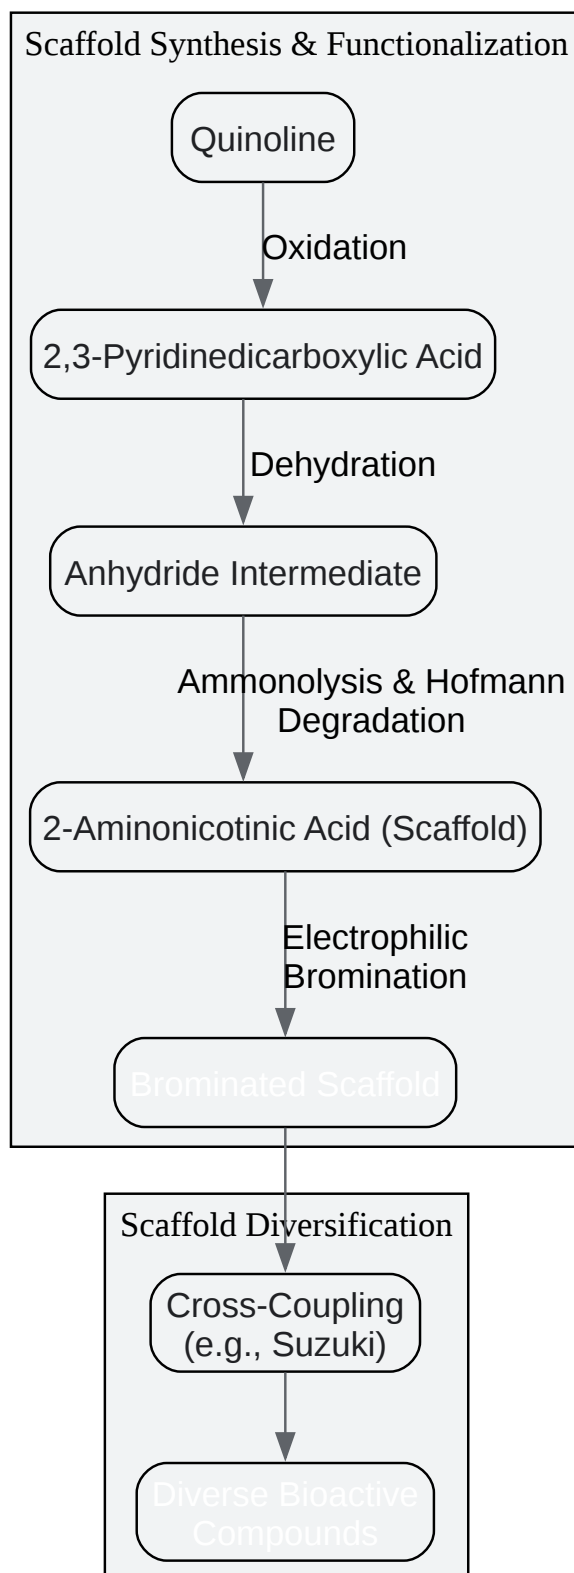 Scaffold Synthesis & Functionalization
Quinoline
Oxidation
2,3-Pyridinedicarboxylic Acid
Dehydration
Anhydride Intermediate
Ammonolysis & Hofmann
Degradation
2-Aminonicotinic Acid (Scaffold)
Electrophilic
Bromination
Brominated Scaffold
Scaffold Diversification
Cross-Coupling
(e.g., Suzuki)
Diverse Bioactive
Compounds